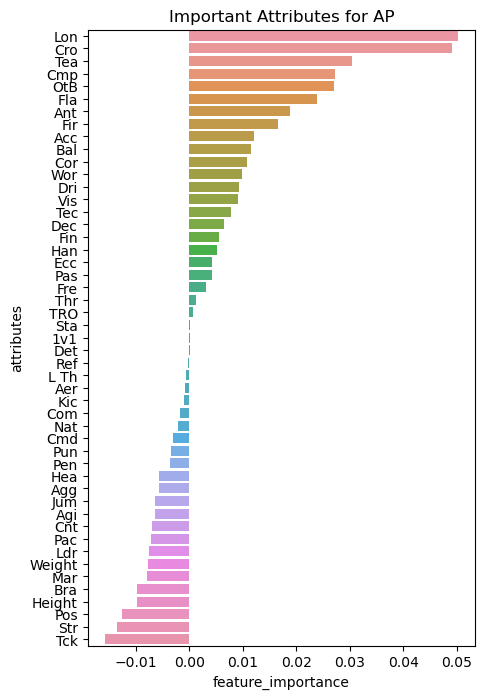 Important Attributes for AP
attributes
Lon
Cro
Tea
Cmp
OtB
Fla
Ant
Fir
Acc
Bal
Cor
Wor
Dri
Vis
Tec
Dec
Fin
Han
Ecc
Pas
Fre
Thr
TRO
Sta
1v1
Det
Ref
L Th
Aer
Kic
Com
Nat
Cmd
Pun
Pen
Hea
Agg
Jum
Agi
Cnt
Pac
Ldr
Weight
Mar
Bra
Height
Pos
Str
Tck
−0.01 0.00 0.01 0.02 0.03 0.04 0.05
feature_importance